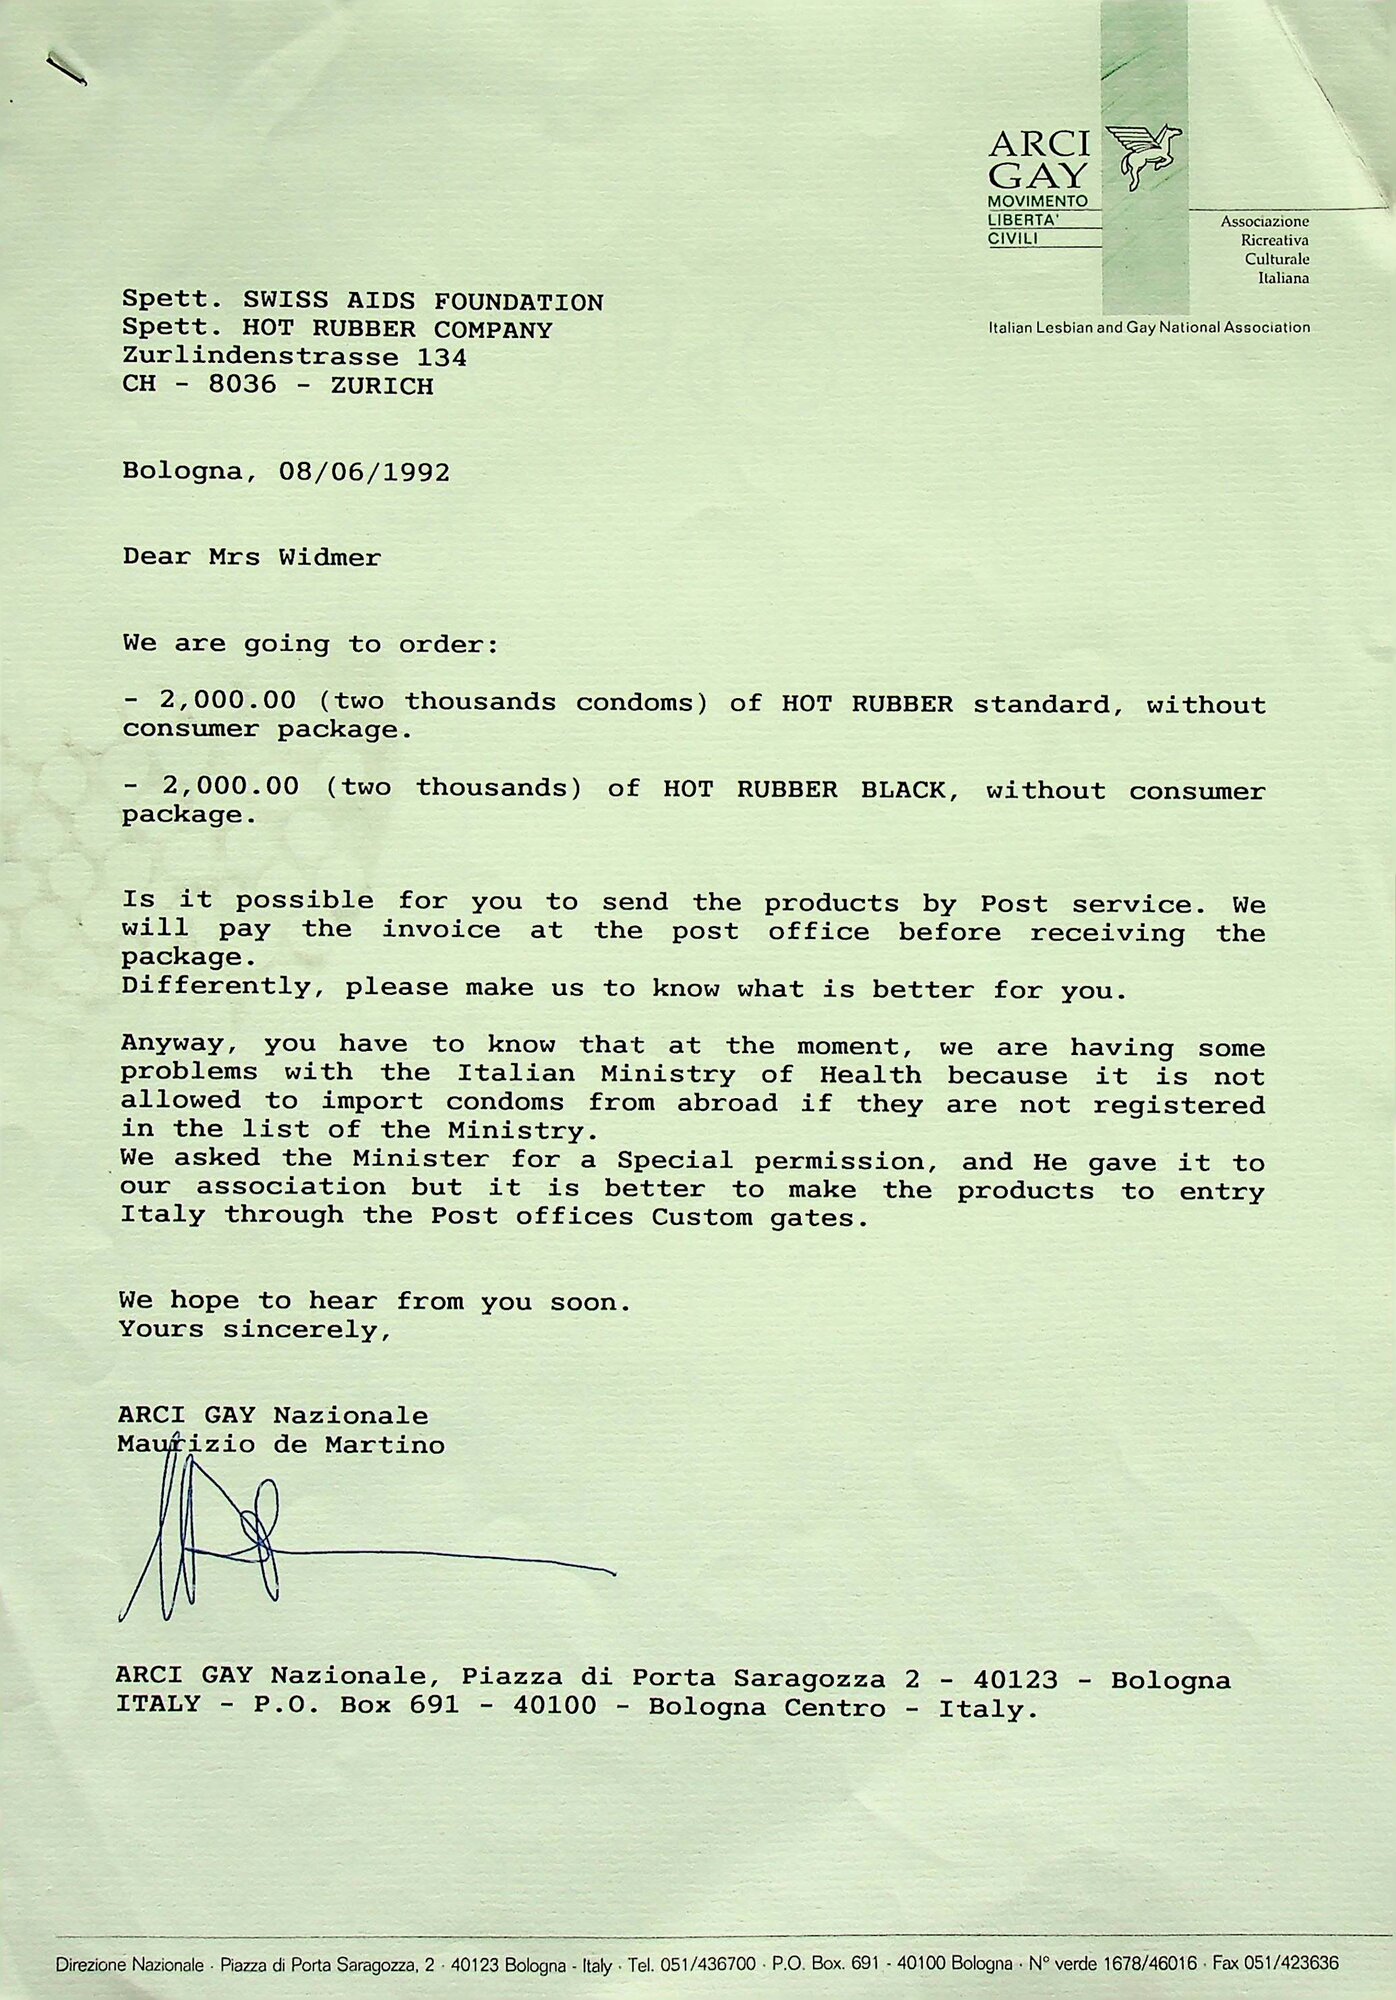 ARCI
GAY
MOVIMENTO
LIBERTA'
CIVILI
Associazione
Ricreativa
Culturale
Italiana
Italian Lesbian and Gay National Association
Spett. SWISS AIDS FOUNDATION
Spett. HOT RUBBER COMPANY
Zurlindenstrasse 134
CH - 8036 - ZURICH
Bologna, 08/06/1992
Dear Mrs Widmer
We are going to order:
- 2,000.00 (two thousands condoms) of HOT RUBBER standard, without
consumer package.
- 2,000.00 (two thousands) of HOT RUBBER BLACK, without consumer
package.
Is it possible for you to send the products by Post service. We
will pay the invoice at the post office before receiving the
package.
Differently, please make us to know what is better for you.
Anyway, you have to know that at the moment, we are having some
problems with the Italian Ministry of Health because it is not
allowed to import condoms from abroad if they are not registered
in the list of the Ministry.
We asked the Minister for a Special permission, and He gave it to
our association but it is better to make the products to entry
Italy through the Post offices Custom gates.
We hope to hear from you soon.
Yours sincerely,
ARCI GAY Nazionale
Maurizio de Martino
ARCI GAY Nazionale, Piazza di Porta Saragozza 2 - 40123 - Bologna
ITALY - P.O. Box 691 - 40100 - Bologna Centro - Italy.
Direzione Nazionale · Piazza di Porta Saragozza, 2 · 40123 Bologna - Italy · Tel. 051/436700 · P.O. Box. 691 - 40100 Bologna · N° verde 1678/46016 · Fax 051/423636